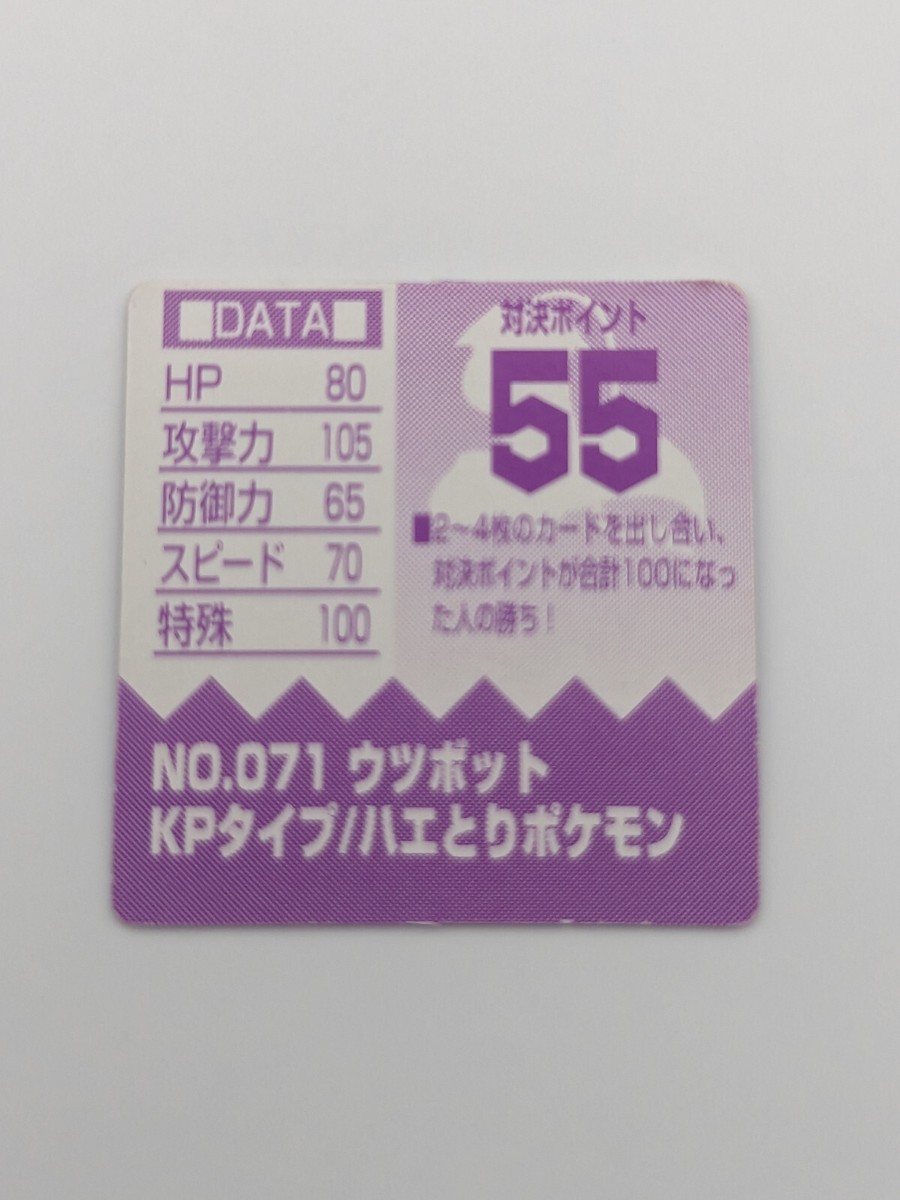 ■DATA■
HP 80
攻撃力 105
防御力 65
スピード 70
特殊 100
対決ポイント
55
■2～4枚のカードを出し合い、
対決ポイントが合計100になっ
た人の勝ち!
NO.071 ウツボット
KPタイプ/ハエとりポケモン